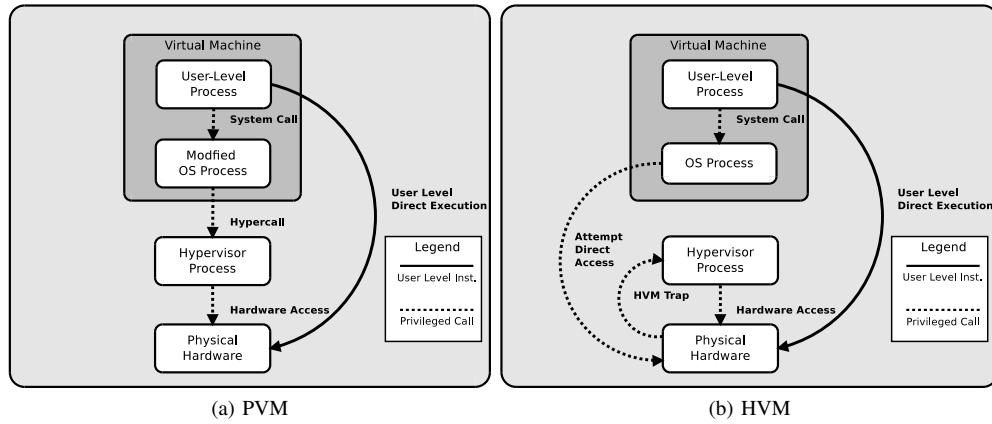 Virtual Machine
User-Level
Process
System Call
Modfied
OS Process
User Level
Direct Execution
Hypercall
Hypervisor
Process
Legend
User Level Inst.
Privileged Call
Hardware Access
Physical
Hardware
(a) PVM
Virtual Machine
User-Level
Process
System Call
OS Process
User Level
Direct Execution
Attempt
Direct
Access
Hypervisor
Process
Legend
User Level Inst.
Privileged Call
HVM Trap
Hardware Access
Physical
Hardware
(b) HVM